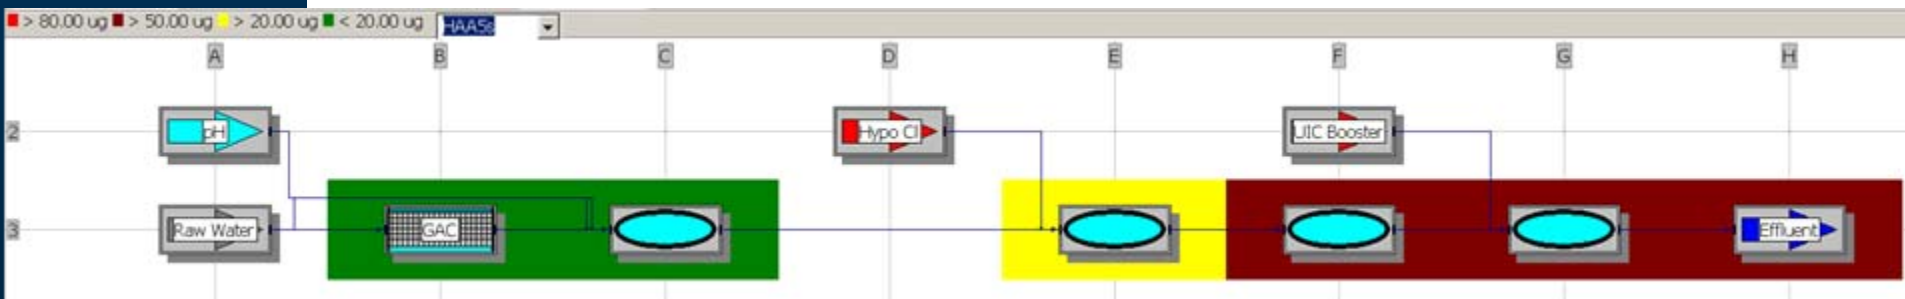 > 80.00 ug > 50.00 ug > 20.00 ug < 20.00 ug HAA5s
A B C D E F G H
2 pH Hypo Cl UIC Booster
3 Raw Water GAC Effluent